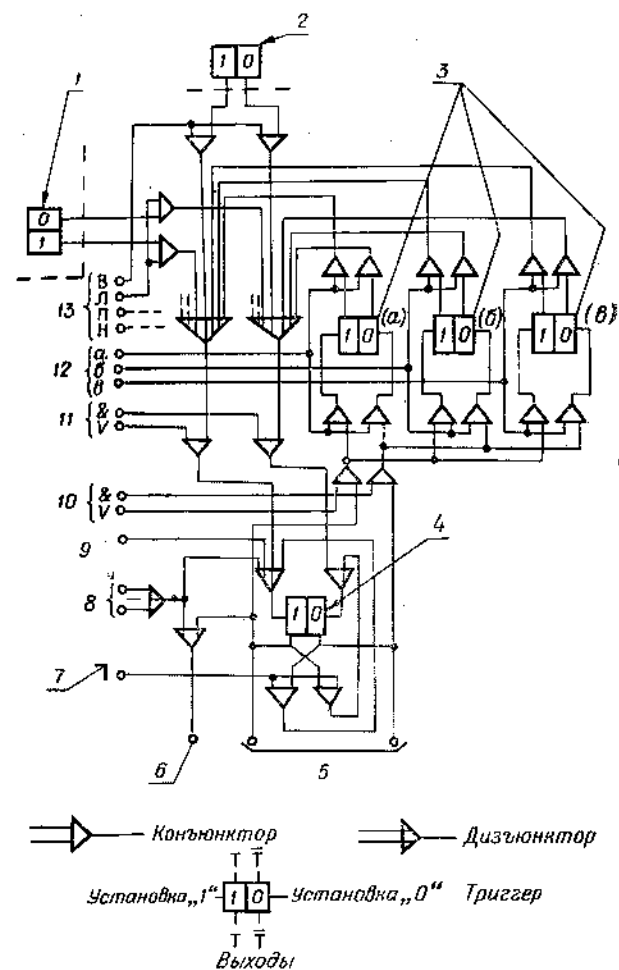 2
1 0
1
3
0
1
13 { В
Л
П
Н
(а)
(б)
(в)
1 0
1 0
1 0
12 { а
б
в
11 { &
V
10 { &
V
9
4
8
1 0
7 ⅂
6
5
Конъюнктор
Дизъюнктор
T T̄
Установка „1“ 1 0 Установка „0“ Триггер
T T̄
Выходы